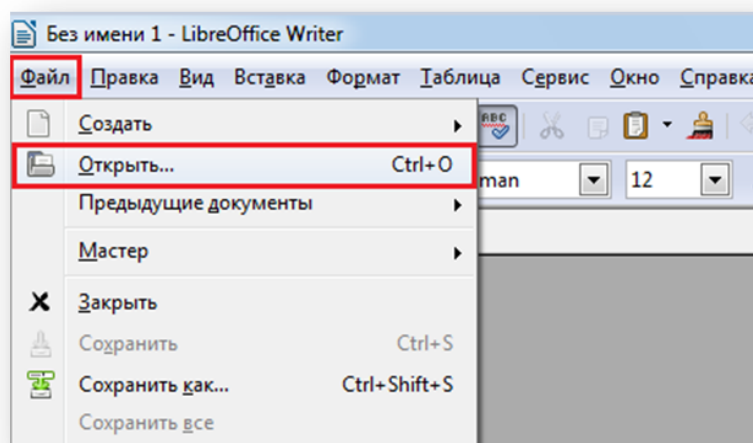 Без имени 1 - LibreOffice Writer
Файл Правка Вид Вставка Формат Таблица Сервис Окно Справка
Создать
ABC
Открыть... Ctrl+O
man 12
Предыдущие документы
Мастер
Закрыть
Сохранить Ctrl+S
Сохранить как... Ctrl+Shift+S
Сохранить все